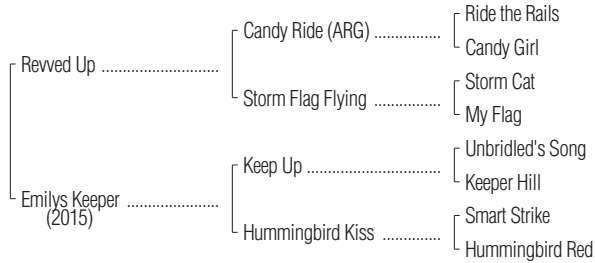 Ride the Rails
Candy Ride (ARG) ................
Candy Girl
Revved Up ............................
Storm Cat
Storm Flag Flying ................
My Flag
Unbridled's Song
Keep Up ................................
Keeper Hill
Emilys Keeper ......................
(2015)
Smart Strike
Hummingbird Kiss ..............
Hummingbird Red